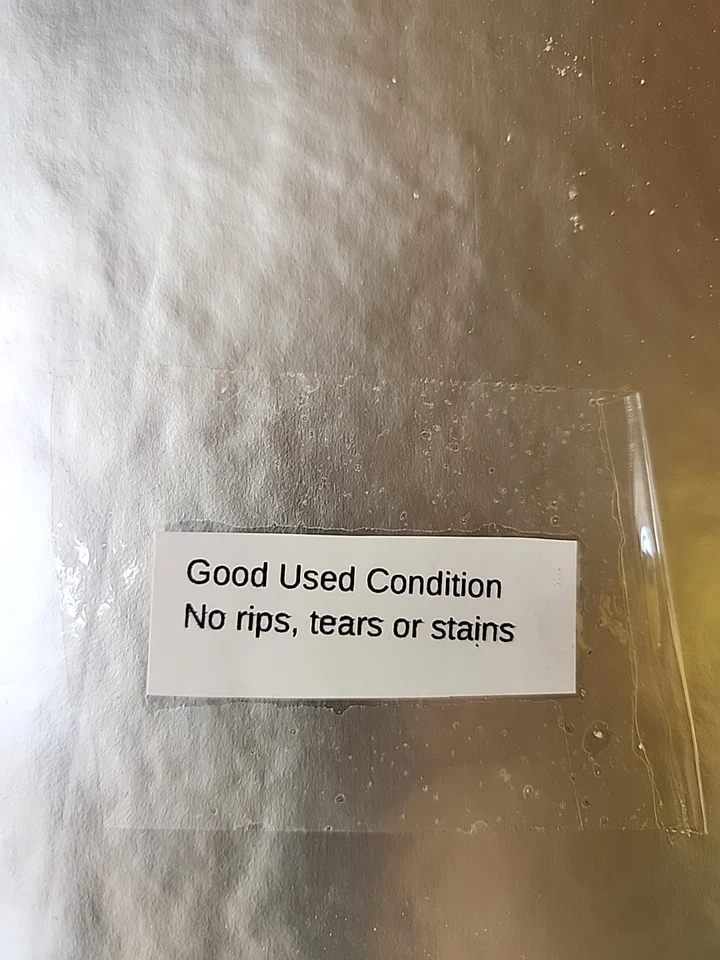 Good Used Condition
No rips, tears or stains